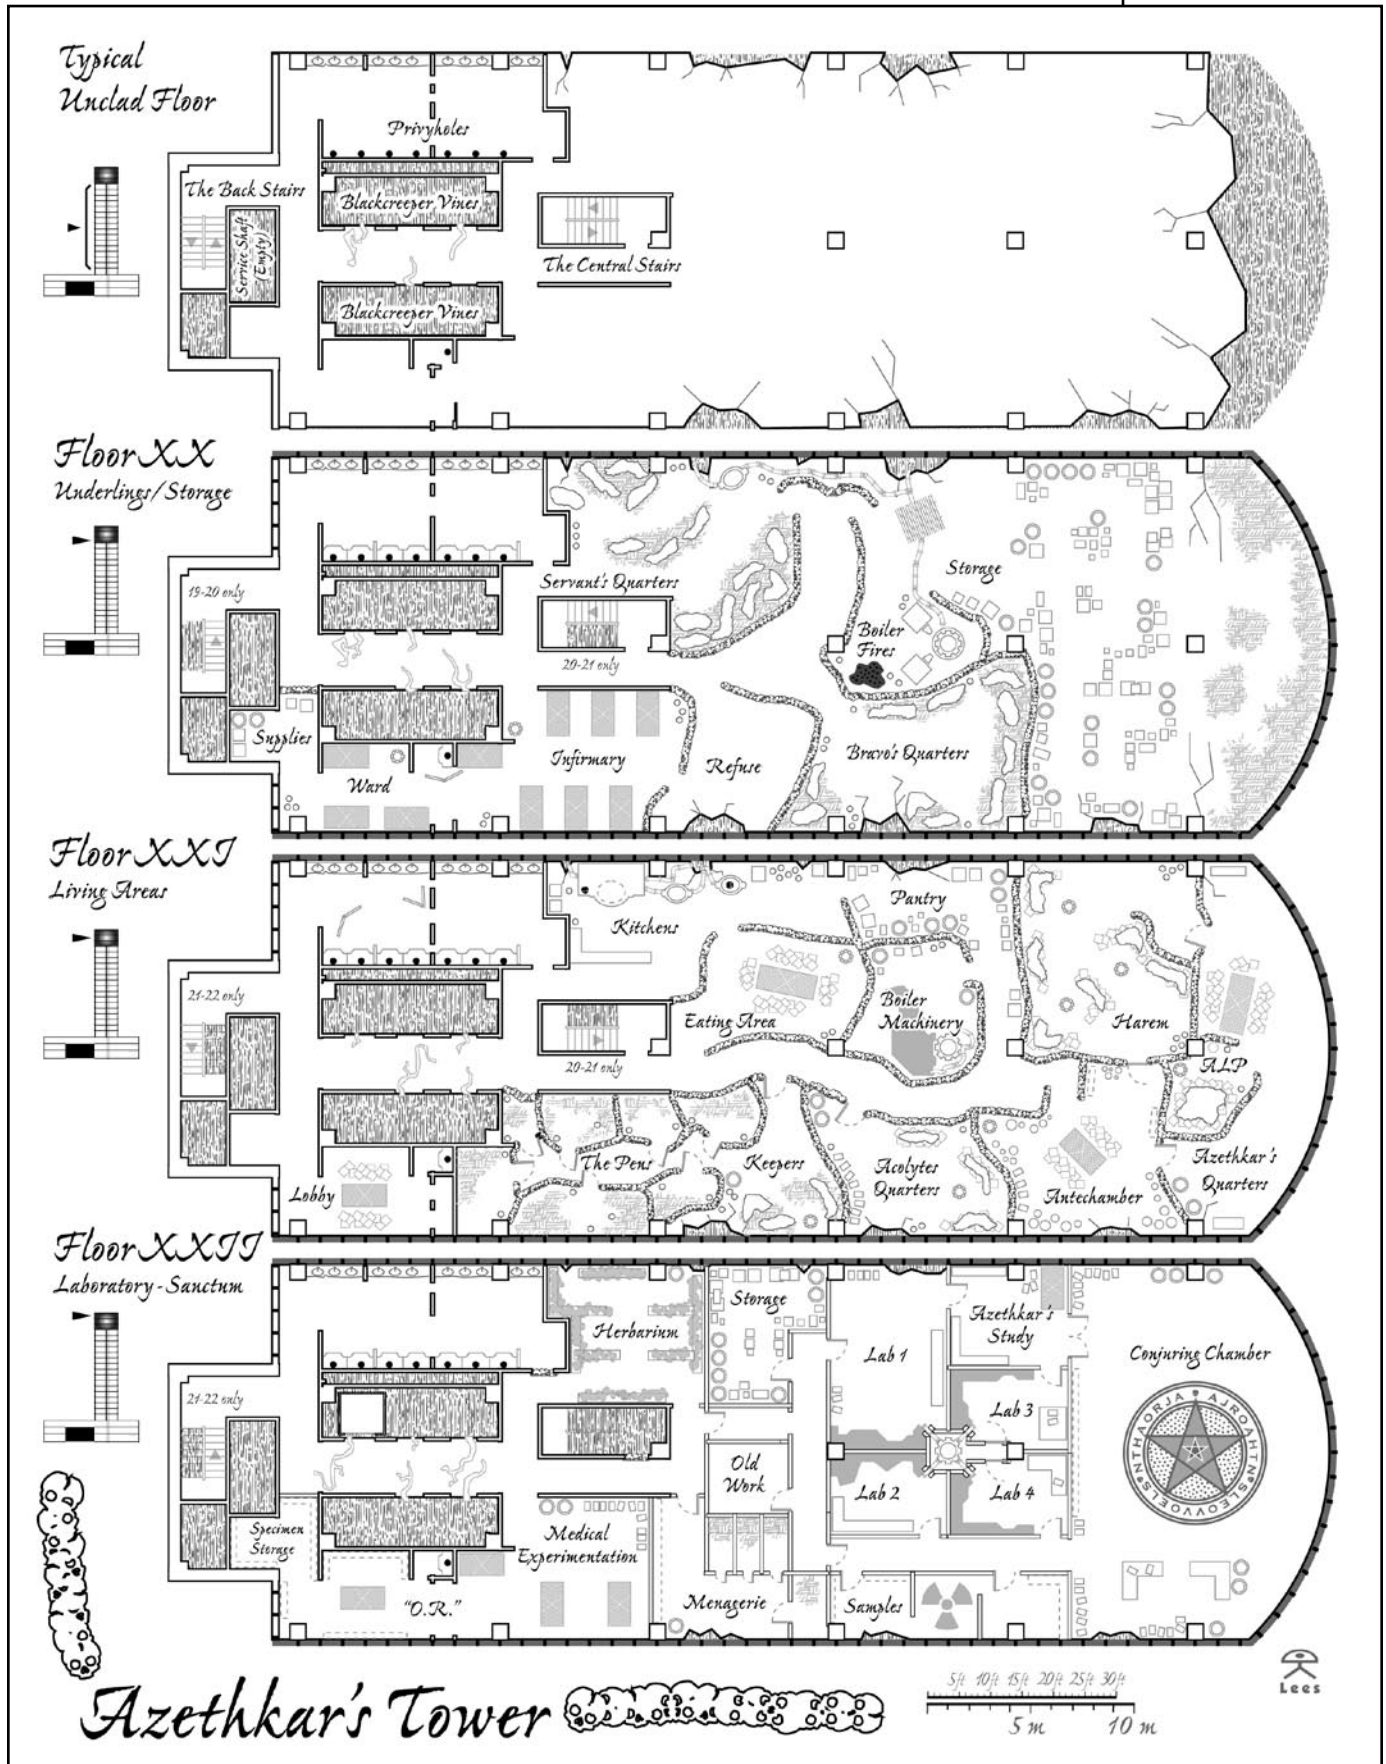 Typical
Unclad Floor
Privyholes
The Back Stairs
Blackcreeper Vines
Service Shaft
(Empty)
The Central Stairs
Blackcreeper Vines
Floor XX
Underlings/Storage
19-20 only
Servant's Quarters
Storage
Boiler
Fires
20-21 only
Supplies
Ward
Infirmary
Refuse
Bravo's Quarters
Floor XXI
Living Areas
Kitchens
Pantry
21-22 only
Eating Area
Boiler
Machinery
Harem
20-21 only
ALP
The Pens
Keepers
Acolytes
Quarters
Antechamber
Azethkar's
Quarters
Lobby
Floor XXII
Laboratory - Sanctum
Herbarium
Storage
Lab 1
Azethkar's
Study
Conjuring Chamber
21-22 only
Lab 3
Old
Work
Lab 2
Lab 4
Specimen
Storage
Medical
Experimentation
"O.R."
Menagerie
Samples
Azethkar's Tower
5ft 10ft 15ft 20ft 25ft 30ft
5 m 10 m
Lees